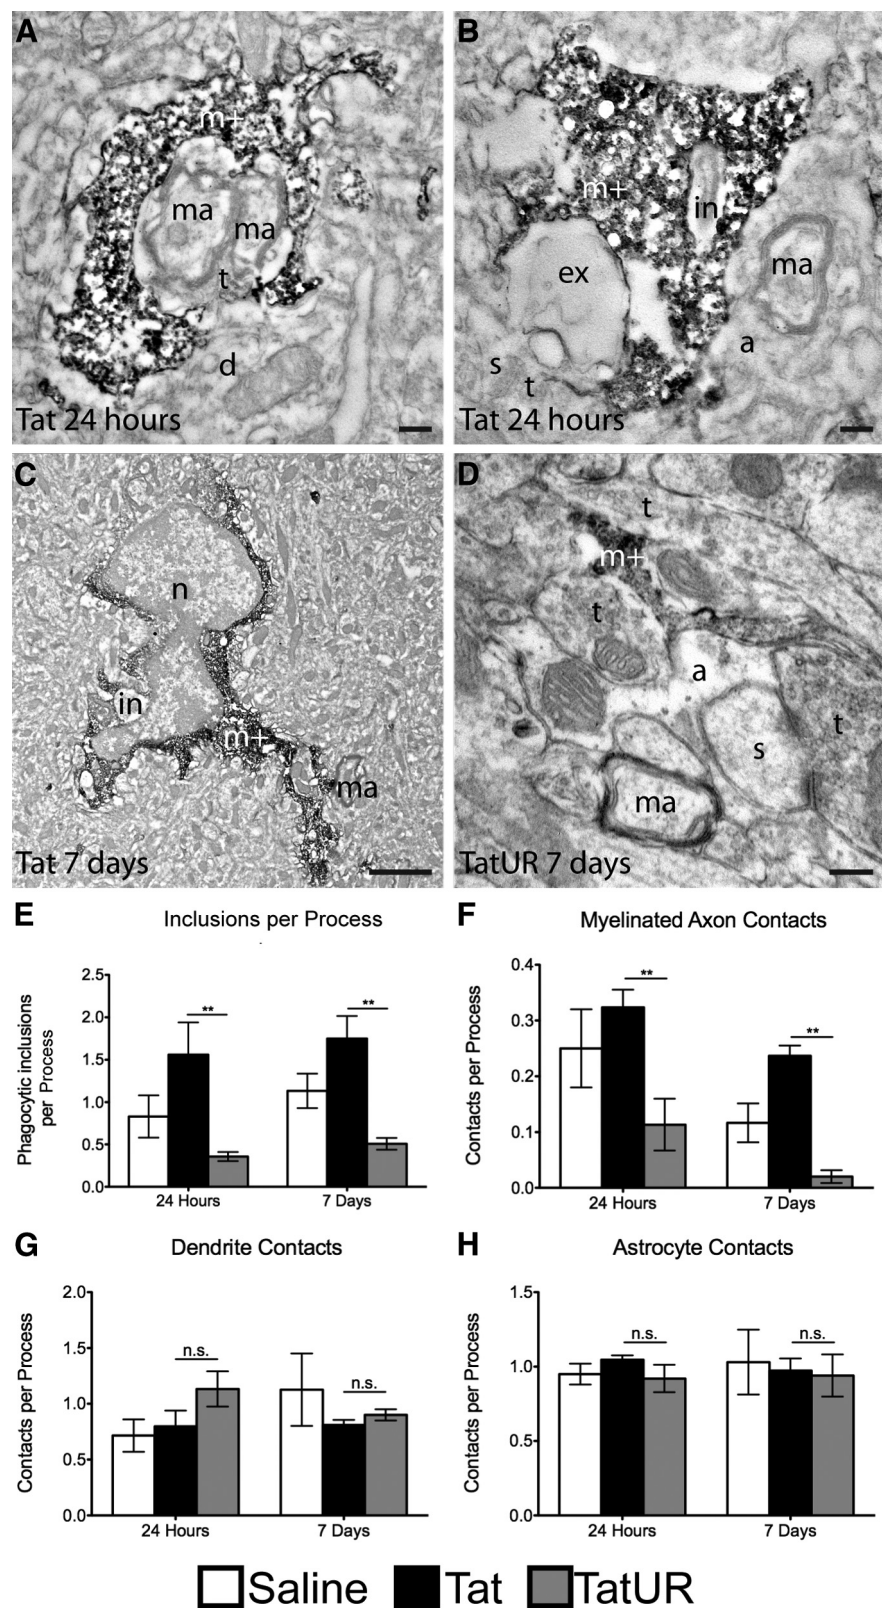 A
m+
ma
ma
t
d
Tat 24 hours
B
m+
in
ex
ma
s
t
a
Tat 24 hours
C
n
in
m+
ma
Tat 7 days
D
t
m+
t
a
t
s
ma
TatUR 7 days
E
Inclusions per Process
Phagocytic inclusions
per Process
2.5
2.0
1.5
1.0
0.5
0.0
**
**
24 Hours
7 Days
F
Myelinated Axon Contacts
Contacts per Process
0.4
0.3
0.2
0.1
0.0
**
**
24 Hours
7 Days
G
Dendrite Contacts
Contacts per Process
2.0
1.5
1.0
0.5
0.0
n.s.
n.s.
24 Hours
7 Days
H
Astrocyte Contacts
Contacts per Process
1.5
1.0
0.5
0.0
n.s.
n.s.
24 Hours
7 Days
Saline Tat TatUR